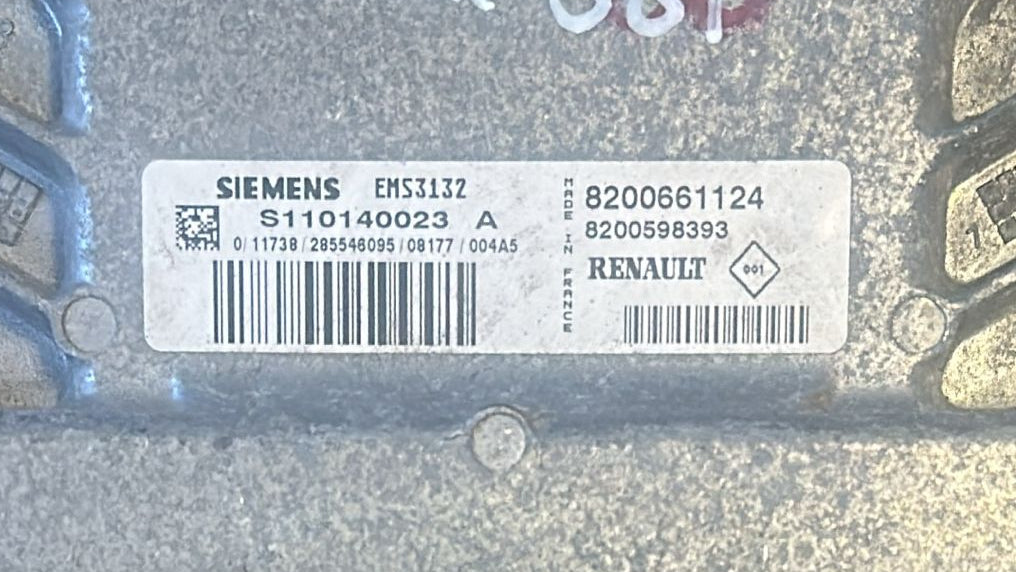 SIEMENS EMS3132
S110140023 A
0/11738/285546095/08177/004A5
MADE IN FRANCE
8200661124
8200598393
RENAULT 001